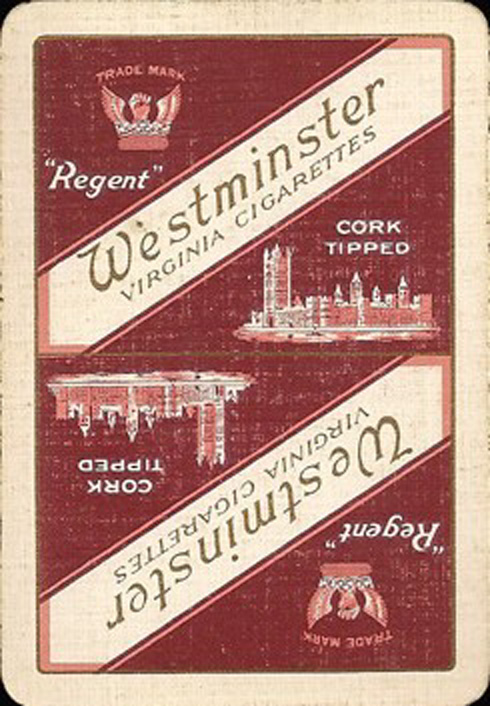 TRADE MARK
"Regent"
Westminster
VIRGINIA CIGARETTES
CORK
TIPPED
CORK
TIPPED
Westminster
VIRGINIA CIGARETTES
"Regent"
TRADE MARK